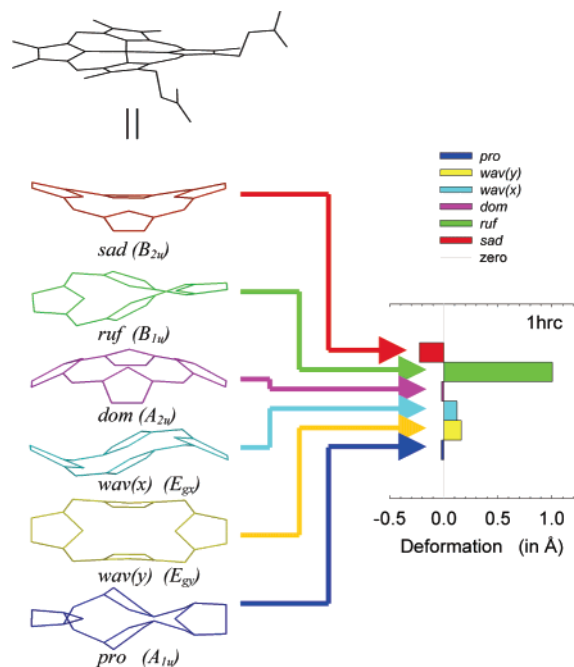 sad (B2u)
ruf (B1u)
dom (A2u)
wav(x) (Egx)
wav(y) (Egy)
pro (A1u)
pro
wav(y)
wav(x)
dom
ruf
sad
zero
1hrc
-0.5 0.0 0.5 1.0
Deformation (in Å)